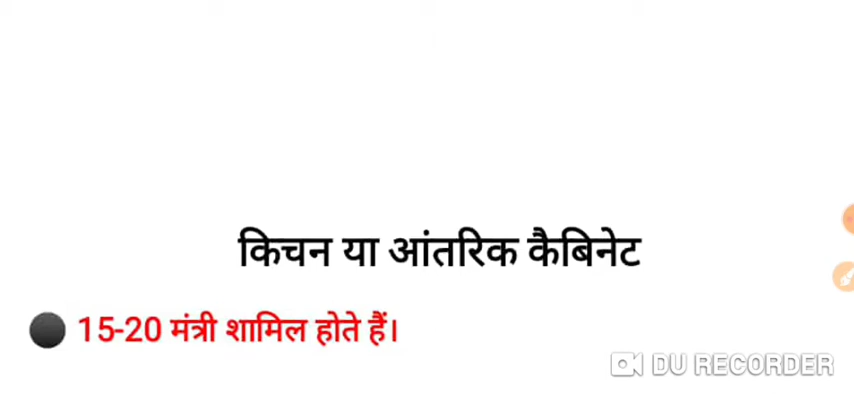 किचन या आंतरिक कैबिनेट
15-20 मंत्री शामिल होते हैं।
DU RECORDER